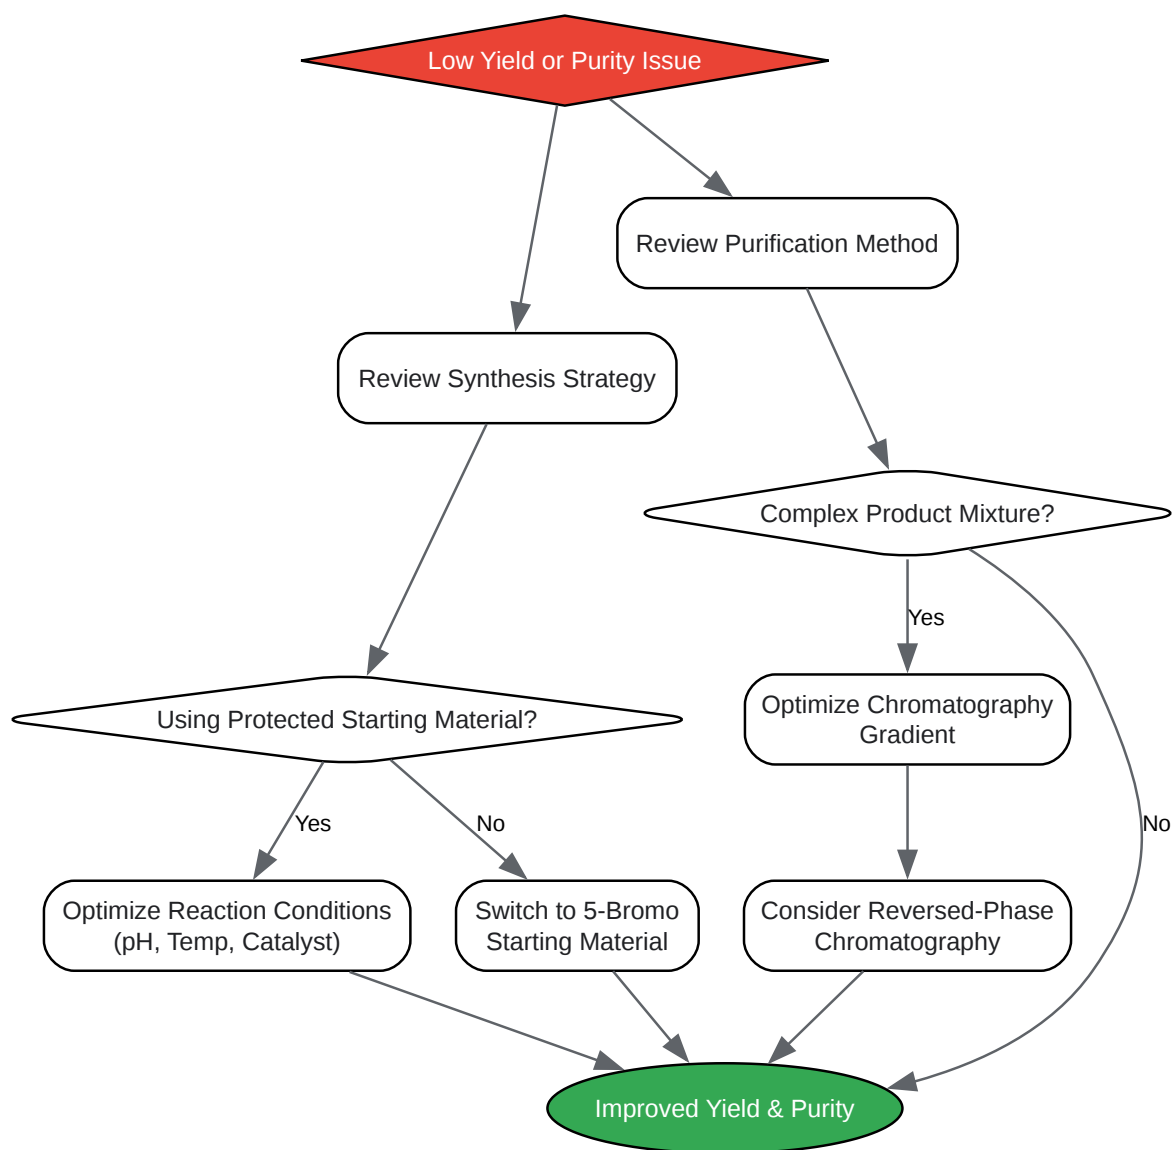 Low Yield or Purity Issue
Review Purification Method
Review Synthesis Strategy
Complex Product Mixture?
Yes
Using Protected Starting Material?
Optimize Chromatography
Gradient
Yes
No
No
Optimize Reaction Conditions
(pH, Temp, Catalyst)
Switch to 5-Bromo
Starting Material
Consider Reversed-Phase
Chromatography
Improved Yield & Purity